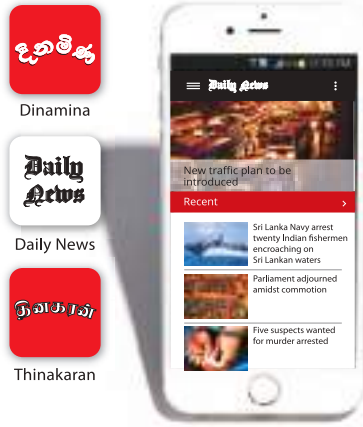 දිනමිණ
Dinamina
Daily
News
Daily News
தினகரன்
Thinakaran
Daily News
New traffic plan to be
introduced
Recent
Sri Lanka Navy arrest
twenty Indian fishermen
encroaching on
Sri Lankan waters
Parliament adjourned
amidst commotion
Five suspects wanted
for murder arrested